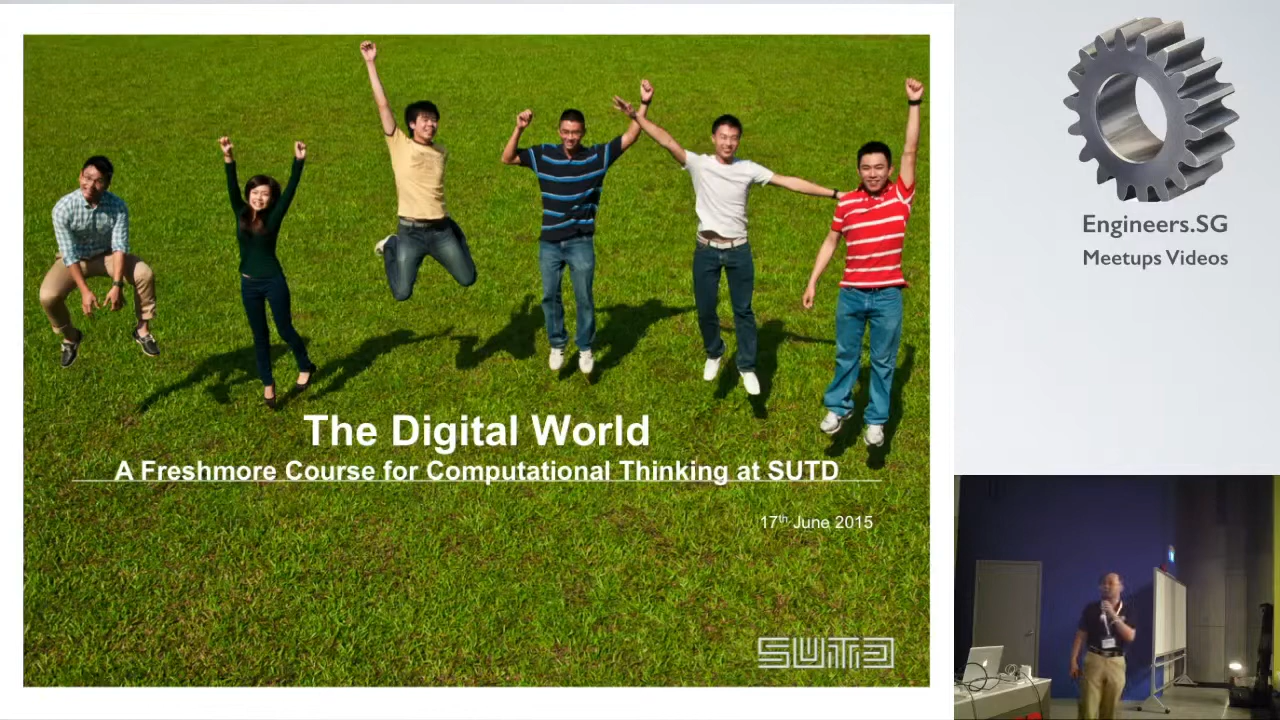 The Digital World
A Freshmore Course for Computational Thinking at SUTD
17th June 2015
SUTD
Engineers.SG
Meetups Videos